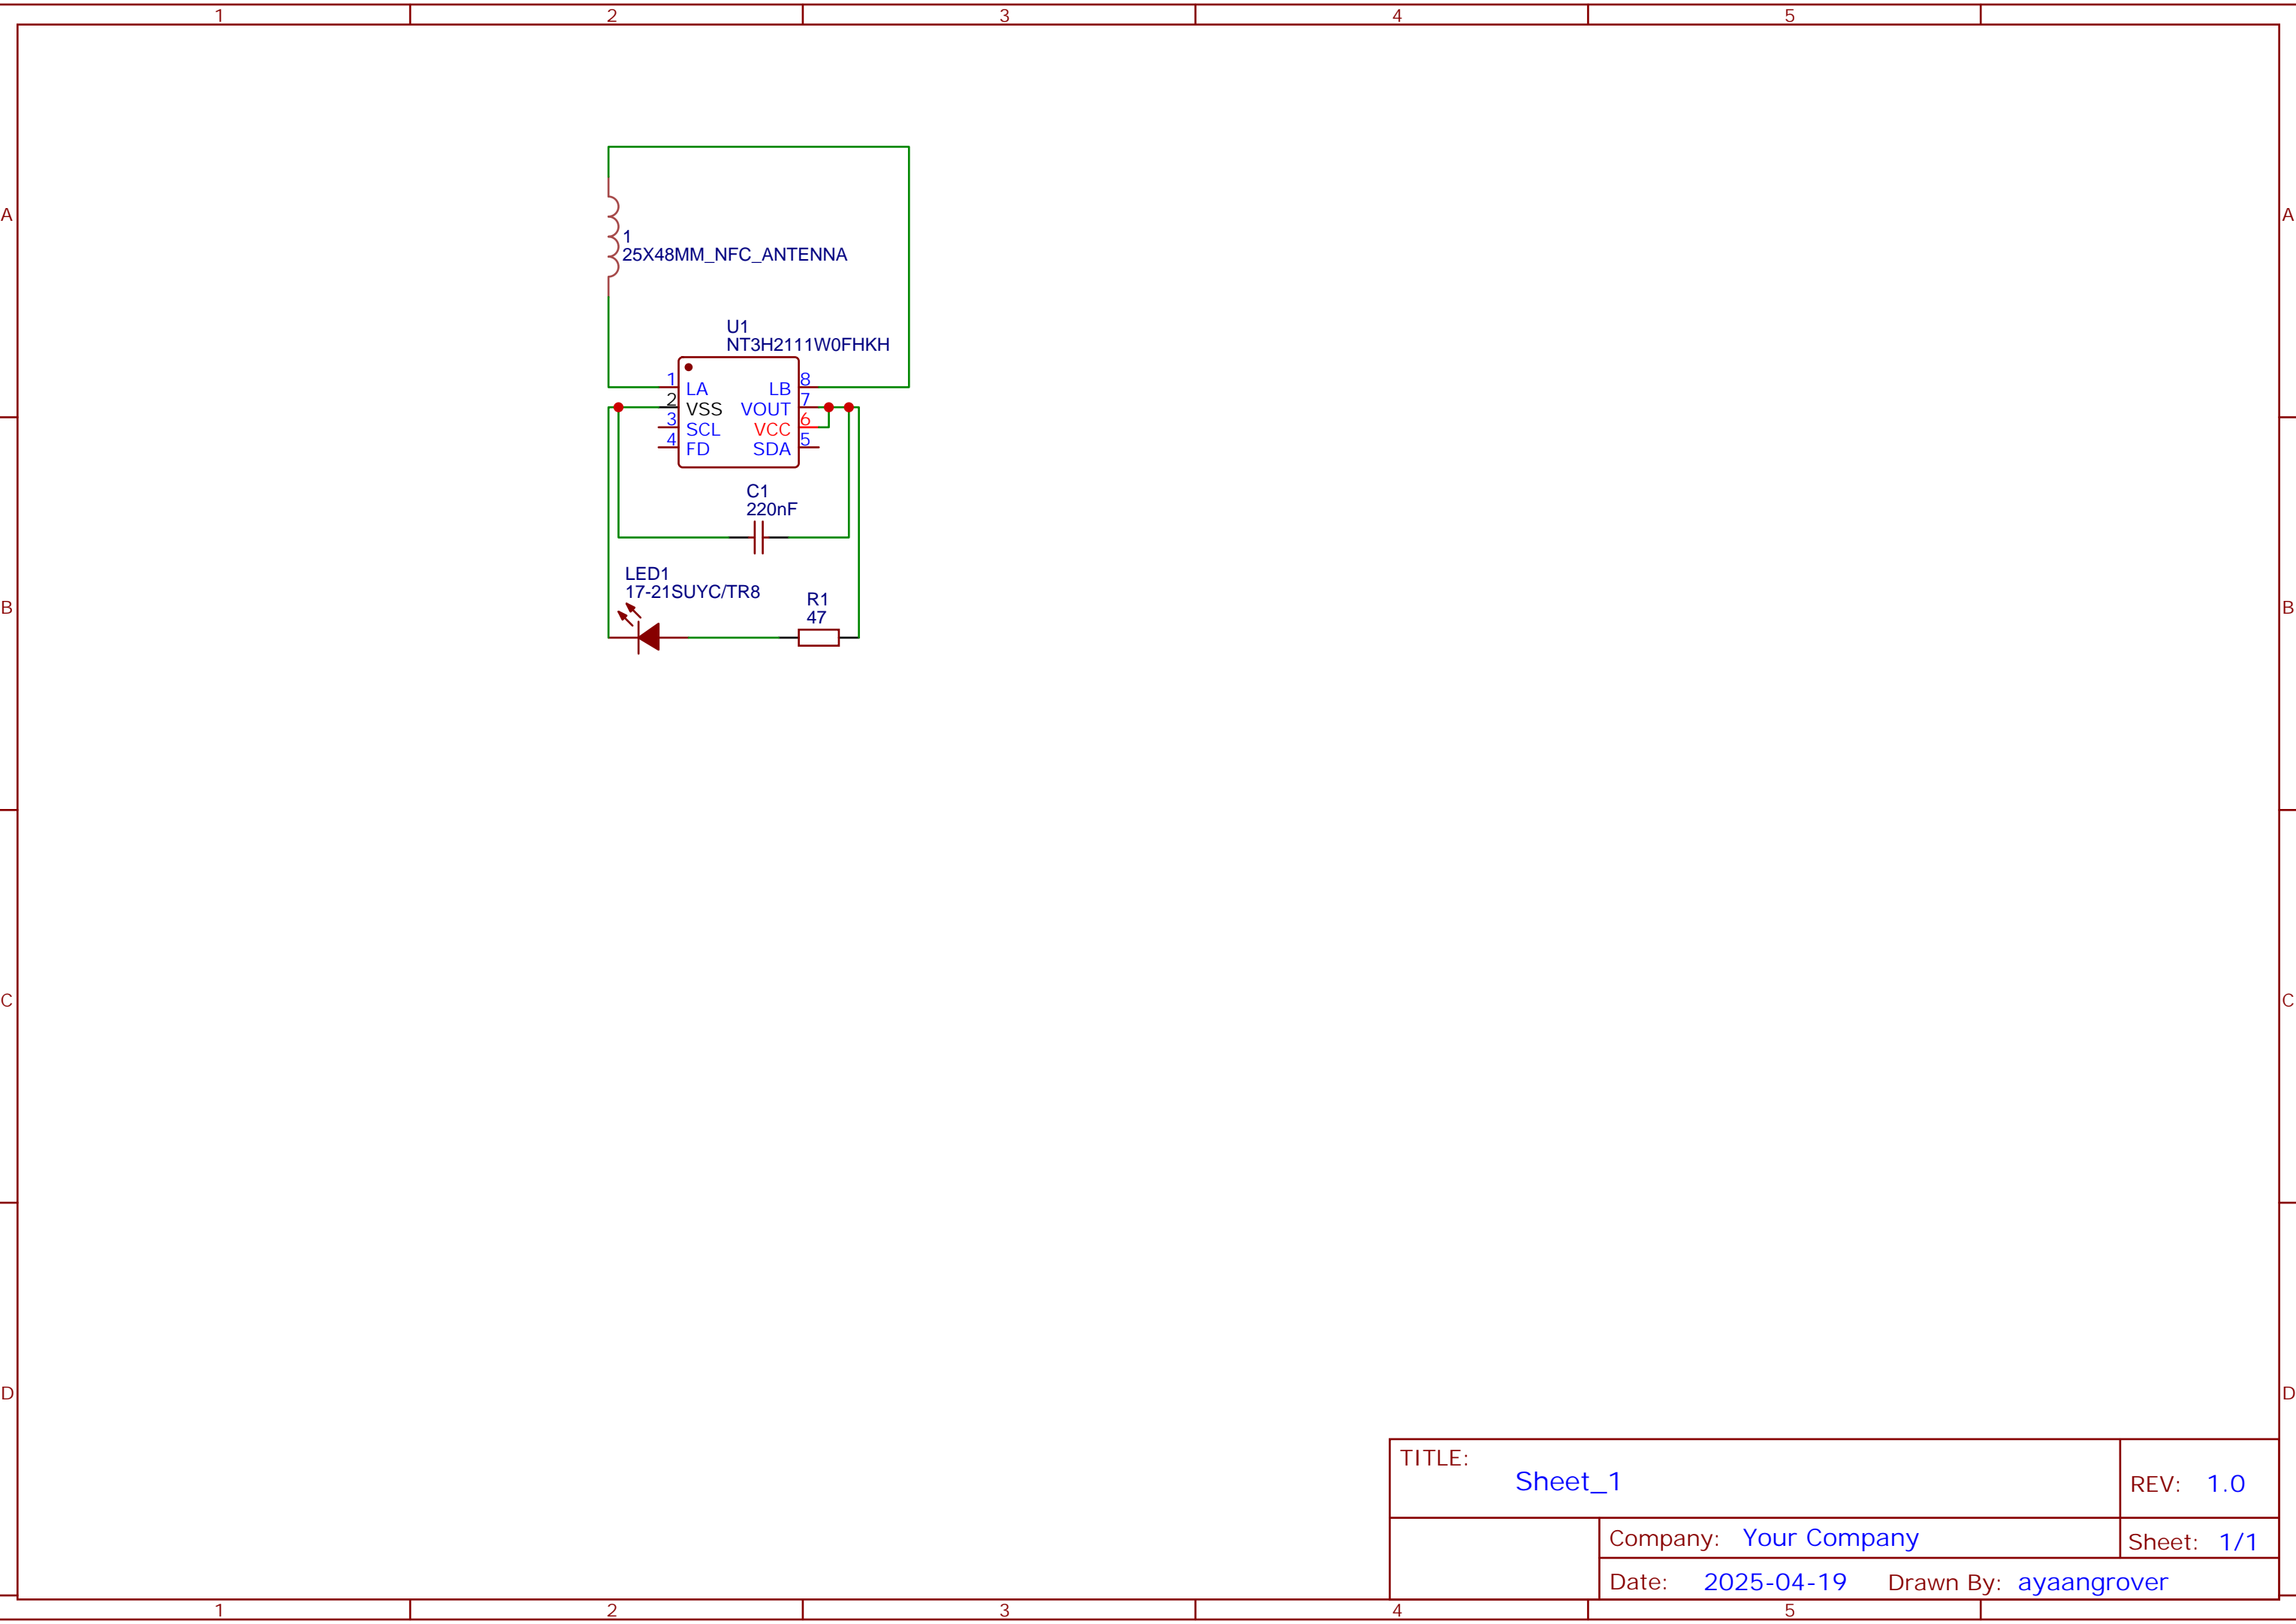 1 2 3 4 5
A A
1
25X48MM_NFC_ANTENNA
U1
NT3H2111W0FHKH
1 LA LB 8
2 VSS VOUT 7
3 SCL VCC 6
4 FD SDA 5
C1
220nF
LED1
17-21SUYC/TR8
R1
47
B B
C C
D D
TITLE:
Sheet_1
REV: 1.0
Company: Your Company
Sheet: 1/1
Date: 2025-04-19 Drawn By: ayaangrover
1 2 3 4 5